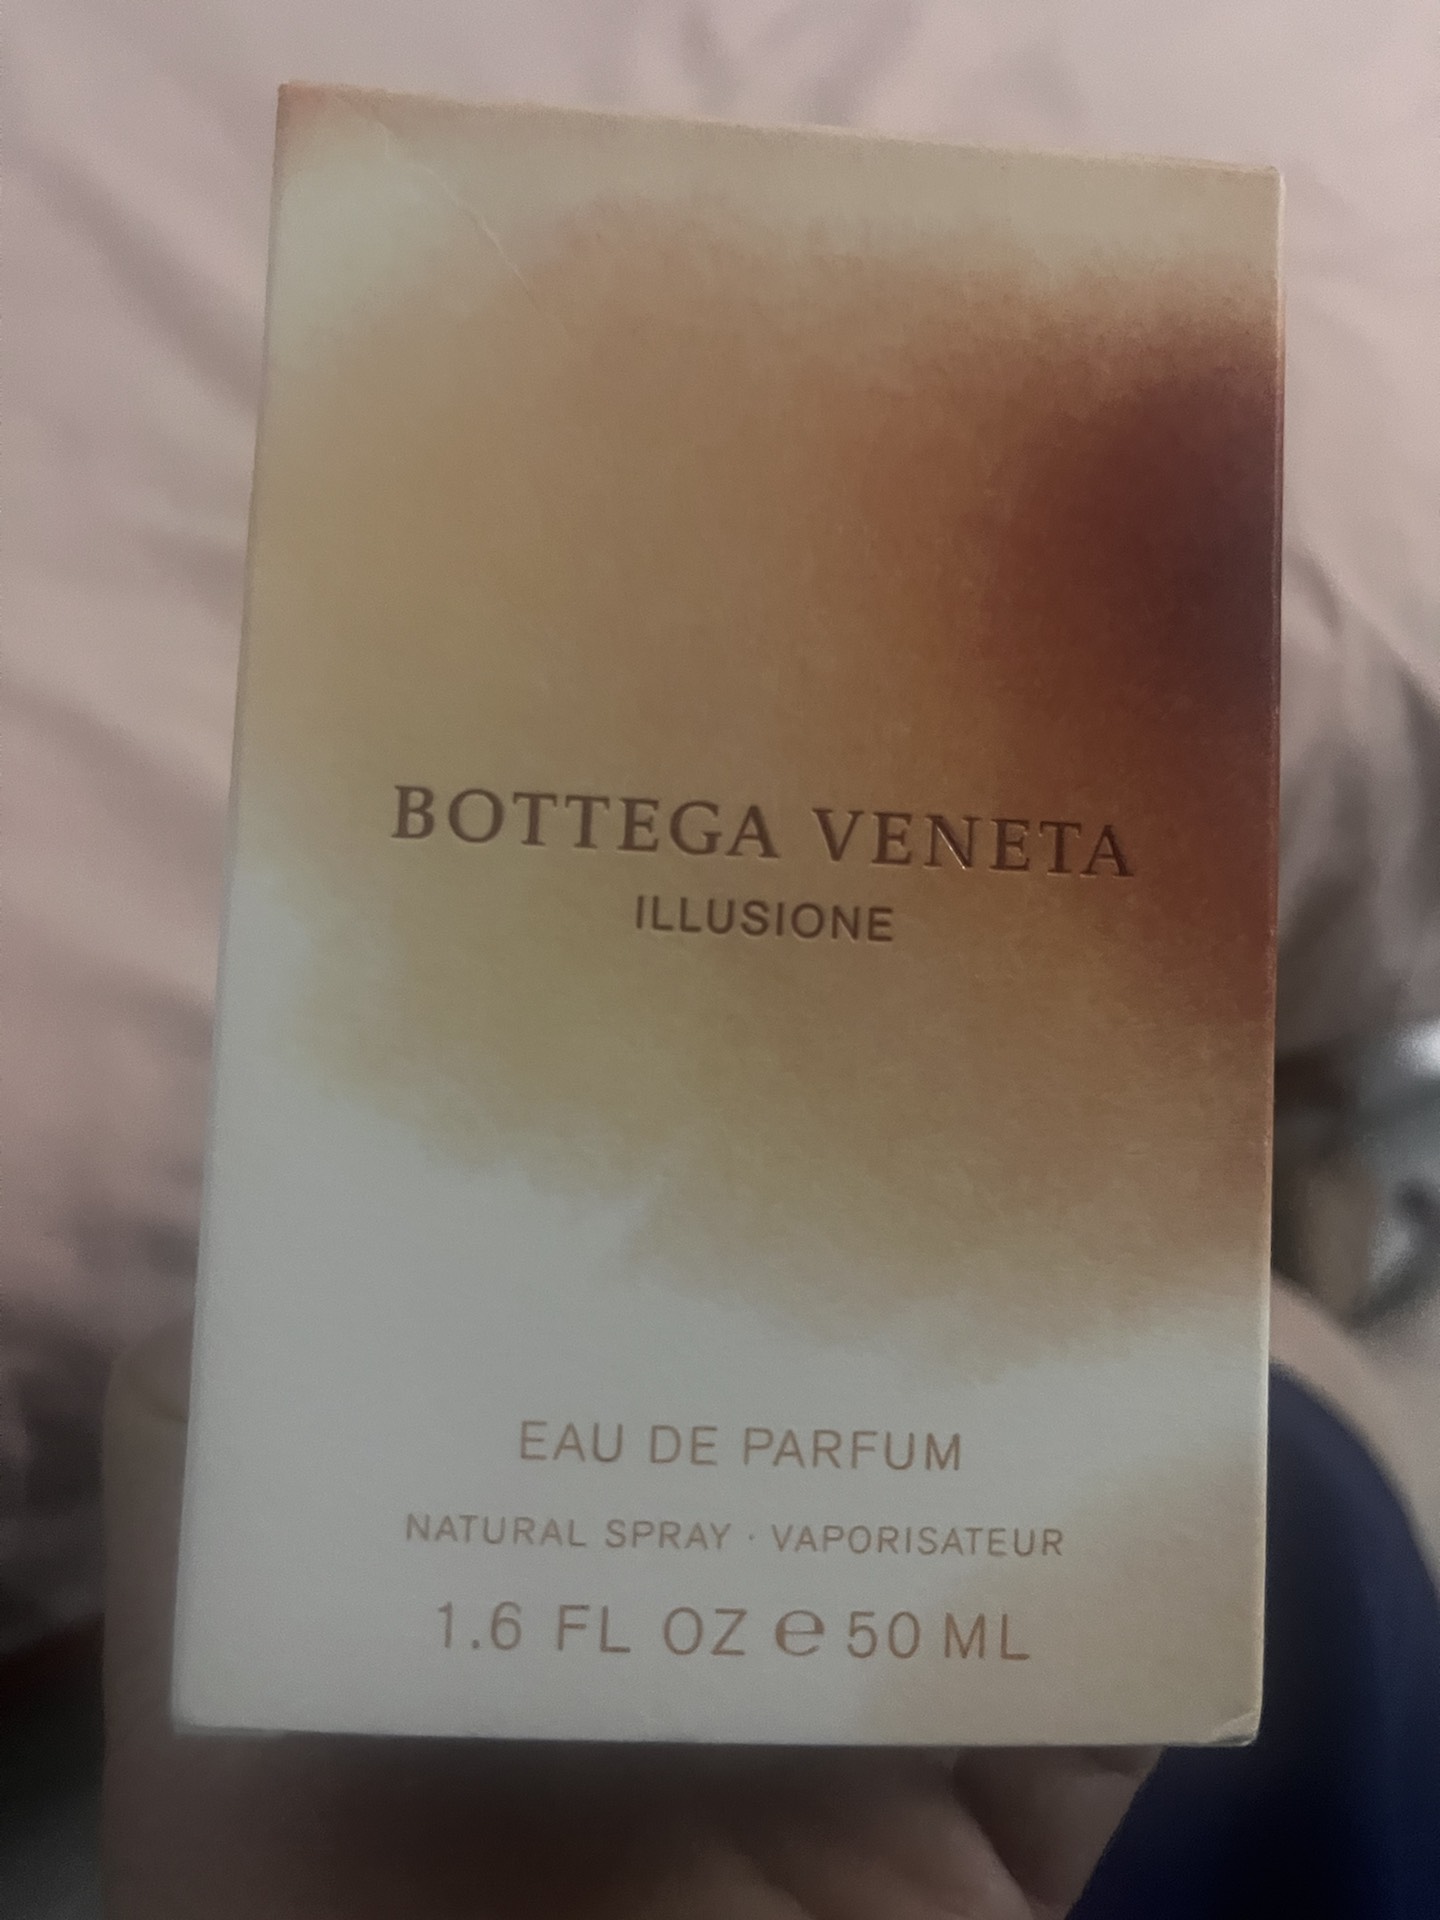 BOTTEGA VENETA
ILLUSIONE
EAU DE PARFUM
NATURAL SPRAY · VAPORISATEUR
1.6 FL OZ ℮ 50 ML